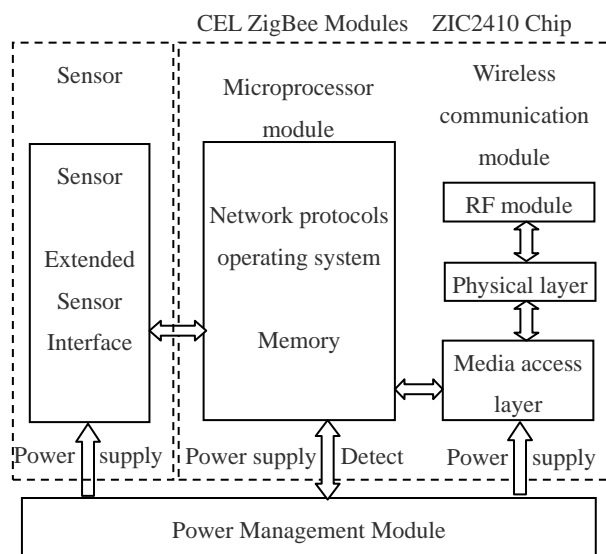 CEL ZigBee Modules ZIC2410 Chip
Sensor
Sensor
Extended
Sensor
Interface
Microprocessor
module
Network protocols
operating system
Memory
Wireless
communication
module
RF module
Physical layer
Media access
layer
Power supply
Power supply Detect
Power supply
Power Management Module